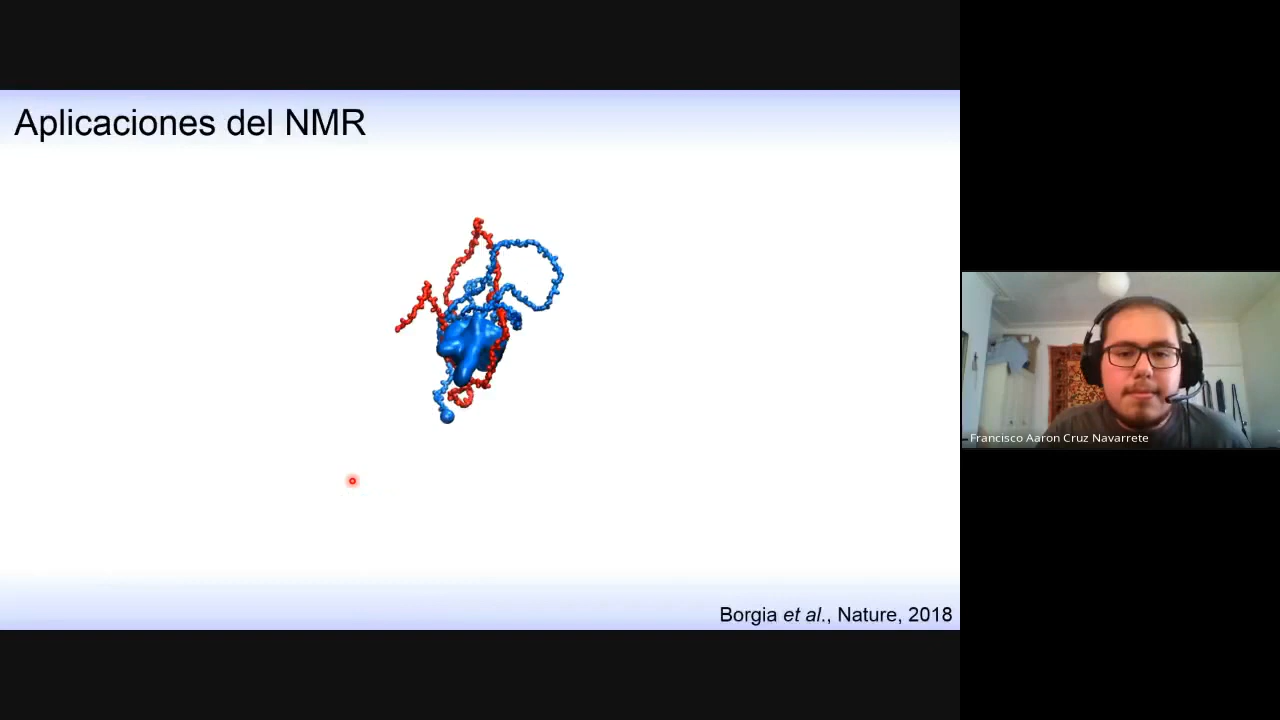 Aplicaciones del NMR
Francisco Aaron Cruz Navarrete
Borgia et al., Nature, 2018